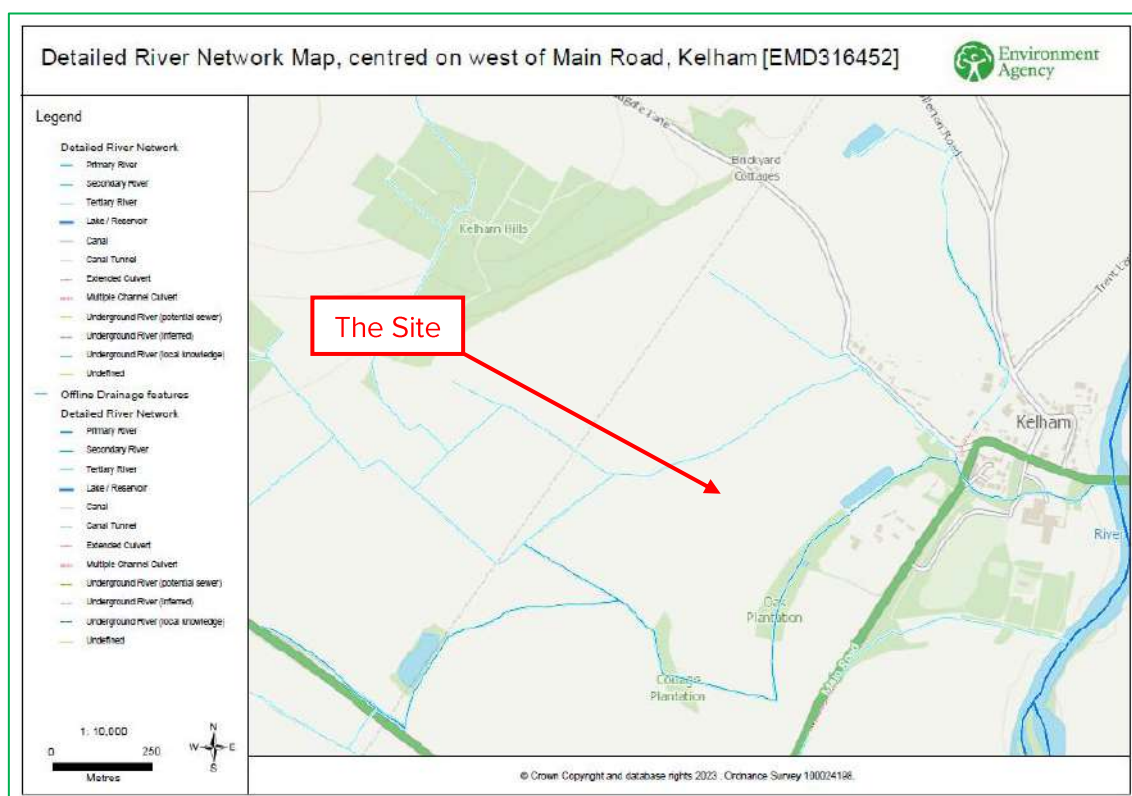 Detailed River Network Map, centred on west of Main Road, Kelham [EMD316452]
Environment
Agency
Legend
Detailed River Network
Primary River
Secondary River
Tertiary River
Lake / Reservoir
Canal
Canal Tunnel
Extended Culvert
Multiple Channel Culvert
Underground River (potential sewer)
Underground River (inferred)
Underground River (local knowledge)
Undefined
Offline Drainage features
Detailed River Network
Primary River
Secondary River
Tertiary River
Lake / Reservoir
Canal
Canal Tunnel
Extended Culvert
Multiple Channel Culvert
Underground River (potential sewer)
Underground River (inferred)
Underground River (local knowledge)
Undefined
1: 10,000
0 250
Metres
N
W E
S
Lane
Road
Brickyard
Cottages
Kelham Hills
Trent
The Site
Kelham
River
Oak
Plantation
Main Road
Cottage
Plantation
© Crown Copyright and database rights 2023 . Ordnance Survey 100024198.